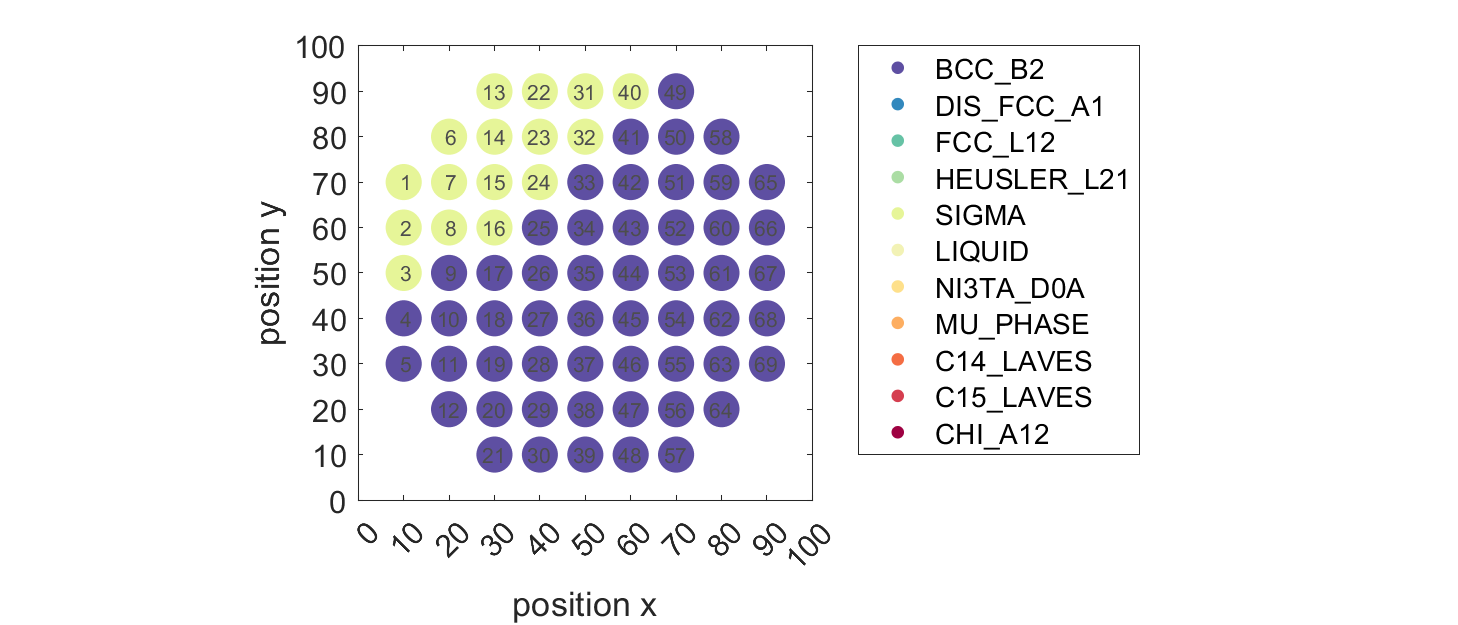 100
90 13 22 31 40 49
80 6 14 23 32 41 50 58
70 1 7 15 24 33 42 51 59 65
60 2 8 16 25 34 43 52 60 66
50 3 9 17 26 35 44 53 61 67
40 4 10 18 27 36 45 54 62 68
30 5 11 19 28 37 46 55 63 69
20 12 20 29 38 47 56 64
10 21 30 39 48 57
0
position y
0 10 20 30 40 50 60 70 80 90 100
position x
BCC_B2
DIS_FCC_A1
FCC_L12
HEUSLER_L21
SIGMA
LIQUID
NI3TA_D0A
MU_PHASE
C14_LAVES
C15_LAVES
CHI_A12